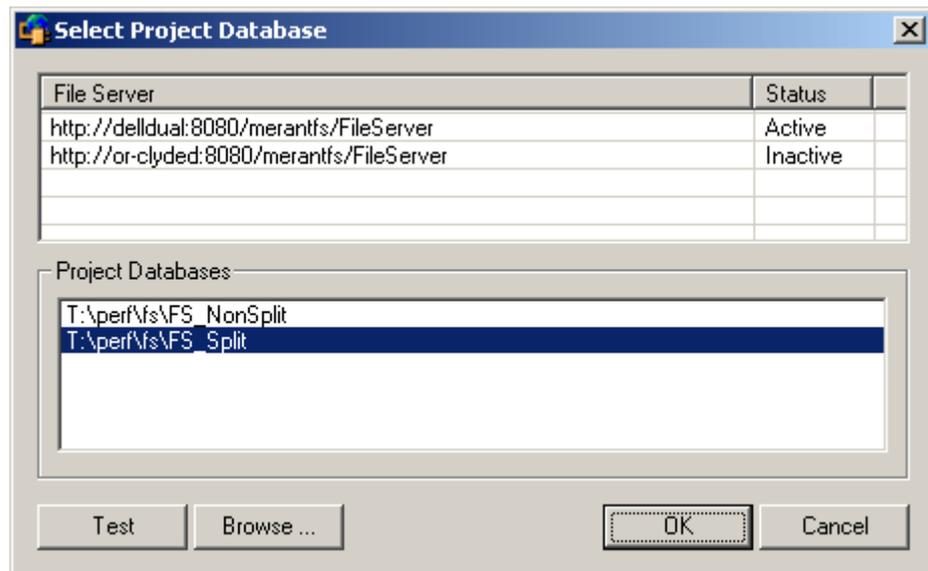 Select Project Database
File Server Status
http://delldual:8080/merantfs/FileServer Active
http://or-clyded:8080/merantfs/FileServer Inactive
Project Databases
T:\perf\fs\FS_NonSplit
T:\perf\fs\FS_Split
Test Browse ... OK Cancel